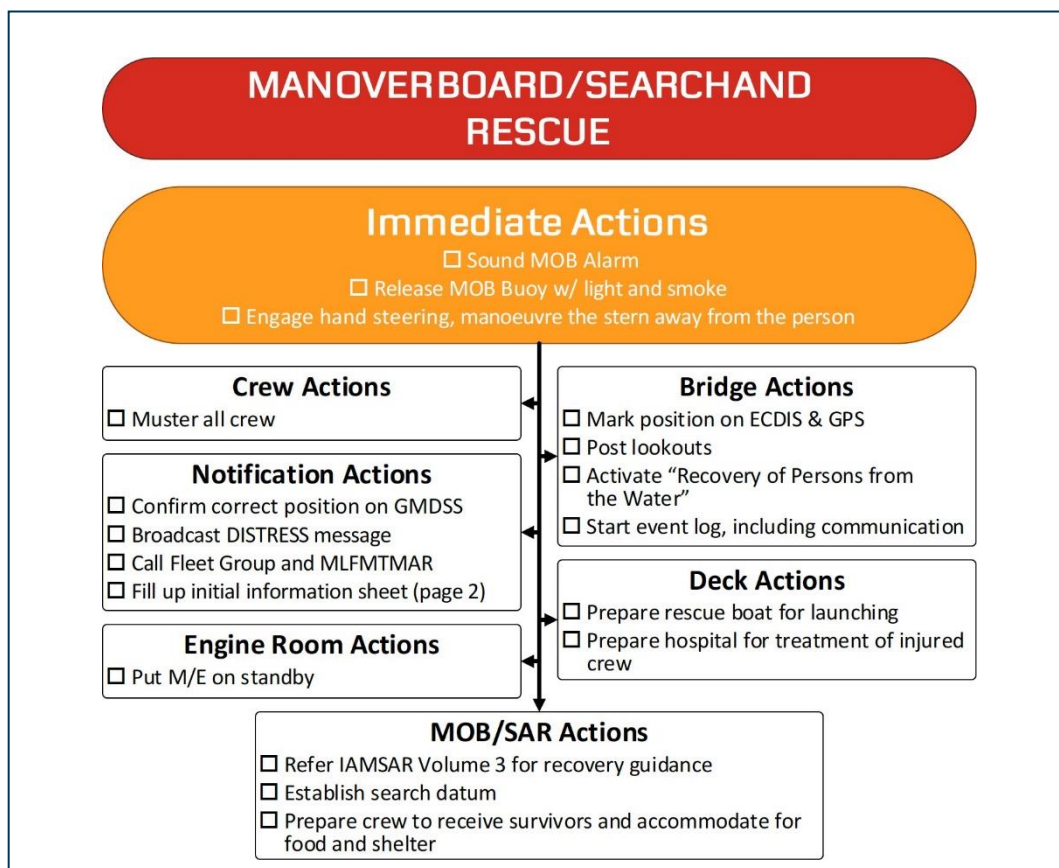 MANOVERBOARD/SEARCHAND
RESCUE
Immediate Actions
☐ Sound MOB Alarm
☐ Release MOB Buoy w/ light and smoke
☐ Engage hand steering, manoeuvre the stern away from the person
Crew Actions
☐ Muster all crew
Notification Actions
☐ Confirm correct position on GMDSS
☐ Broadcast DISTRESS message
☐ Call Fleet Group and MLFMTMAR
☐ Fill up initial information sheet (page 2)
Engine Room Actions
☐ Put M/E on standby
Bridge Actions
☐ Mark position on ECDIS & GPS
☐ Post lookouts
☐ Activate “Recovery of Persons from
the Water”
☐ Start event log, including communication
Deck Actions
☐ Prepare rescue boat for launching
☐ Prepare hospital for treatment of injured
crew
MOB/SAR Actions
☐ Refer IAMSAR Volume 3 for recovery guidance
☐ Establish search datum
☐ Prepare crew to receive survivors and accommodate for
food and shelter